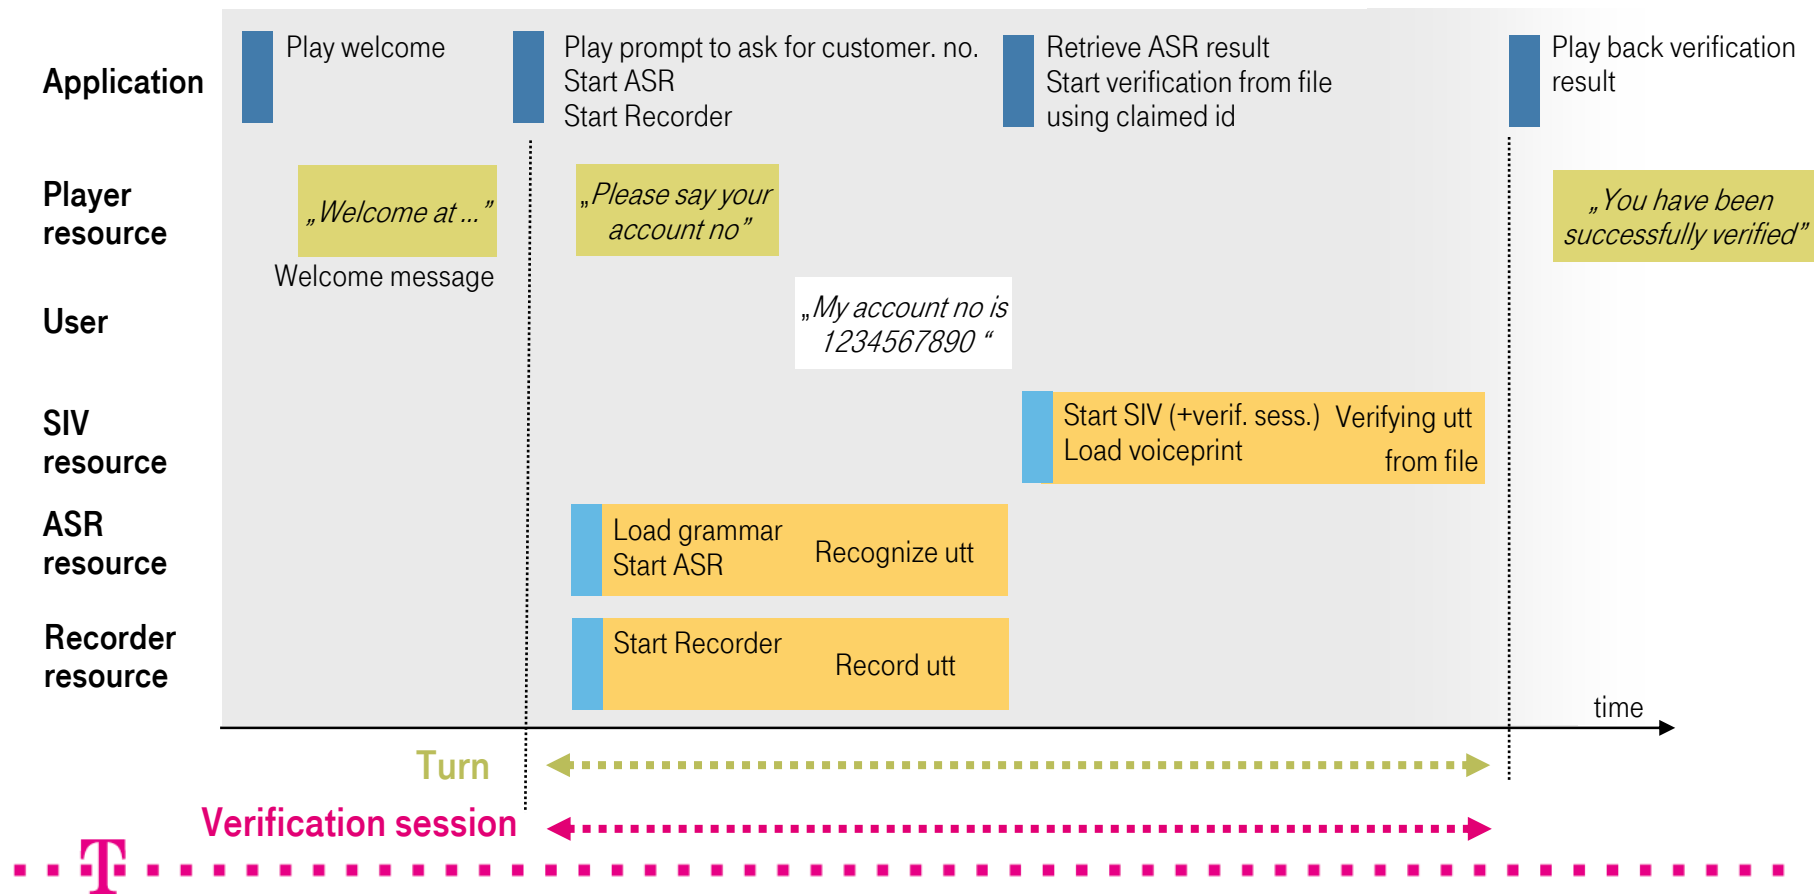 Application
Play welcome
Play prompt to ask for customer. no.
Start ASR
Start Recorder
Retrieve ASR result
Start verification from file
using claimed id
Play back verification
result
Player
resource
„Welcome at ...”
Welcome message
„Please say your
account no”
„You have been
successfully verified”
User
„My account no is
1234567890 “
SIV
resource
Start SIV (+verif. sess.)
Load voiceprint
Verifying utt
from file
ASR
resource
Load grammar
Start ASR
Recognize utt
Recorder
resource
Start Recorder
Record utt
time
Turn
Verification session
T